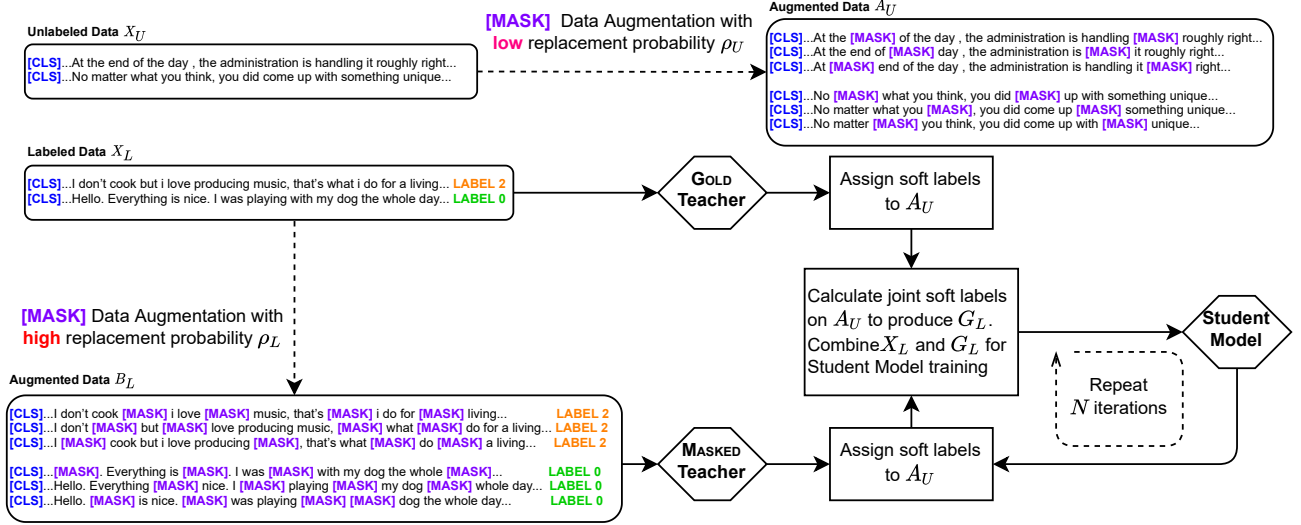 Unlabeled Data X_U
[CLS]...At the end of the day , the administration is handling it roughly right...
[CLS]...No matter what you think, you did come up with something unique...
[MASK] Data Augmentation with
low replacement probability ρ_U
Augmented Data A_U
[CLS]...At the [MASK] of the day , the administration is handling [MASK] roughly right...
[CLS]...At the end of [MASK] day, the administration is [MASK] it roughly right...
[CLS]...At [MASK] end of the day , the administration is handling it [MASK] right...
[CLS]...No [MASK] what you think, you did [MASK] up with something unique...
[CLS]...No matter what you [MASK], you did come up [MASK] something unique...
[CLS]...No matter [MASK] you think, you did come up with [MASK] unique...
Labeled Data X_L
[CLS]...I don't cook but i love producing music, that's what i do for a living... LABEL 2
[CLS]...Hello. Everything is nice. I was playing with my dog the whole day... LABEL 0
GOLD
Teacher
Assign soft labels
to A_U
[MASK] Data Augmentation with
high replacement probability ρ_L
Calculate joint soft labels
on A_U to produce G_L.
Combine X_L and G_L for
Student Model training
Student
Model
Repeat
N iterations
Augmented Data B_L
[CLS]...I don't cook [MASK] i love [MASK] music, that's [MASK] i do for [MASK] living... LABEL 2
[CLS]...I don't [MASK] but [MASK] love producing music, [MASK] what [MASK] do for a living... LABEL 2
[CLS]...I [MASK] cook but i love producing [MASK], that's what [MASK] do [MASK] a living... LABEL 2
[CLS]...[MASK]. Everything is [MASK]. I was [MASK] with my dog the whole [MASK]... LABEL 0
[CLS]...Hello. Everything [MASK] nice. I [MASK] playing [MASK] my dog [MASK] whole day... LABEL 0
[CLS]...Hello. [MASK] is nice. [MASK] was playing [MASK] [MASK] dog the whole day... LABEL 0
MASKED
Teacher
Assign soft labels
to A_U